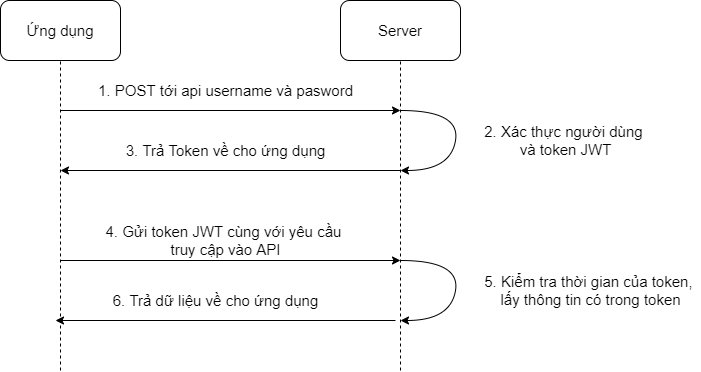 Ứng dụng
Server
1. POST tới api username và pasword
2. Xác thực người dùng
và token JWT
3. Trả Token về cho ứng dụng
4. Gửi token JWT cùng với yêu cầu
truy cập vào API
5. Kiểm tra thời gian của token,
lấy thông tin có trong token
6. Trả dữ liệu về cho ứng dụng